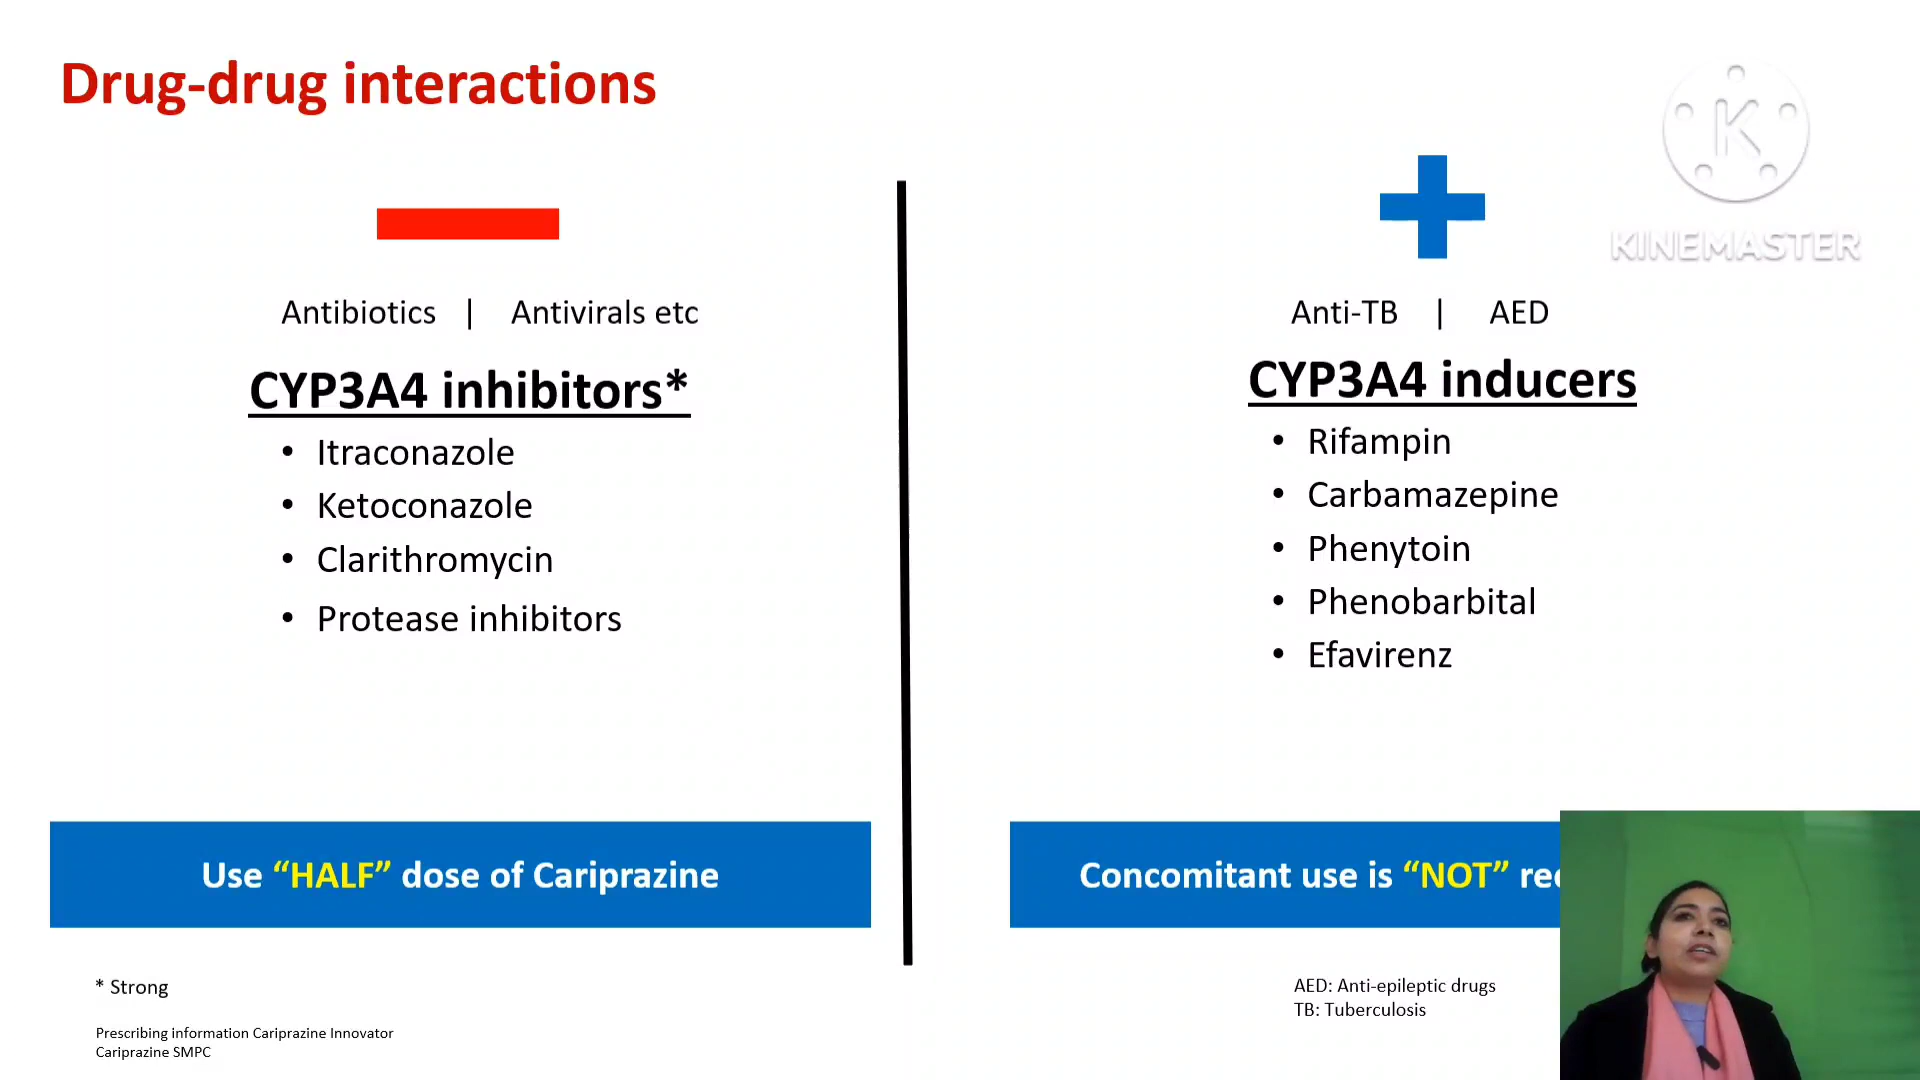 Drug-drug interactions
K
KINEMASTER
Antibiotics | Antivirals etc
CYP3A4 inhibitors*
• Itraconazole
• Ketoconazole
• Clarithromycin
• Protease inhibitors
Use “HALF” dose of Cariprazine
* Strong
Prescribing information Cariprazine Innovator
Cariprazine SMPC
Anti-TB | AED
CYP3A4 inducers
• Rifampin
• Carbamazepine
• Phenytoin
• Phenobarbital
• Efavirenz
Concomitant use is “NOT”
AED: Anti-epileptic drugs
TB: Tuberculosis